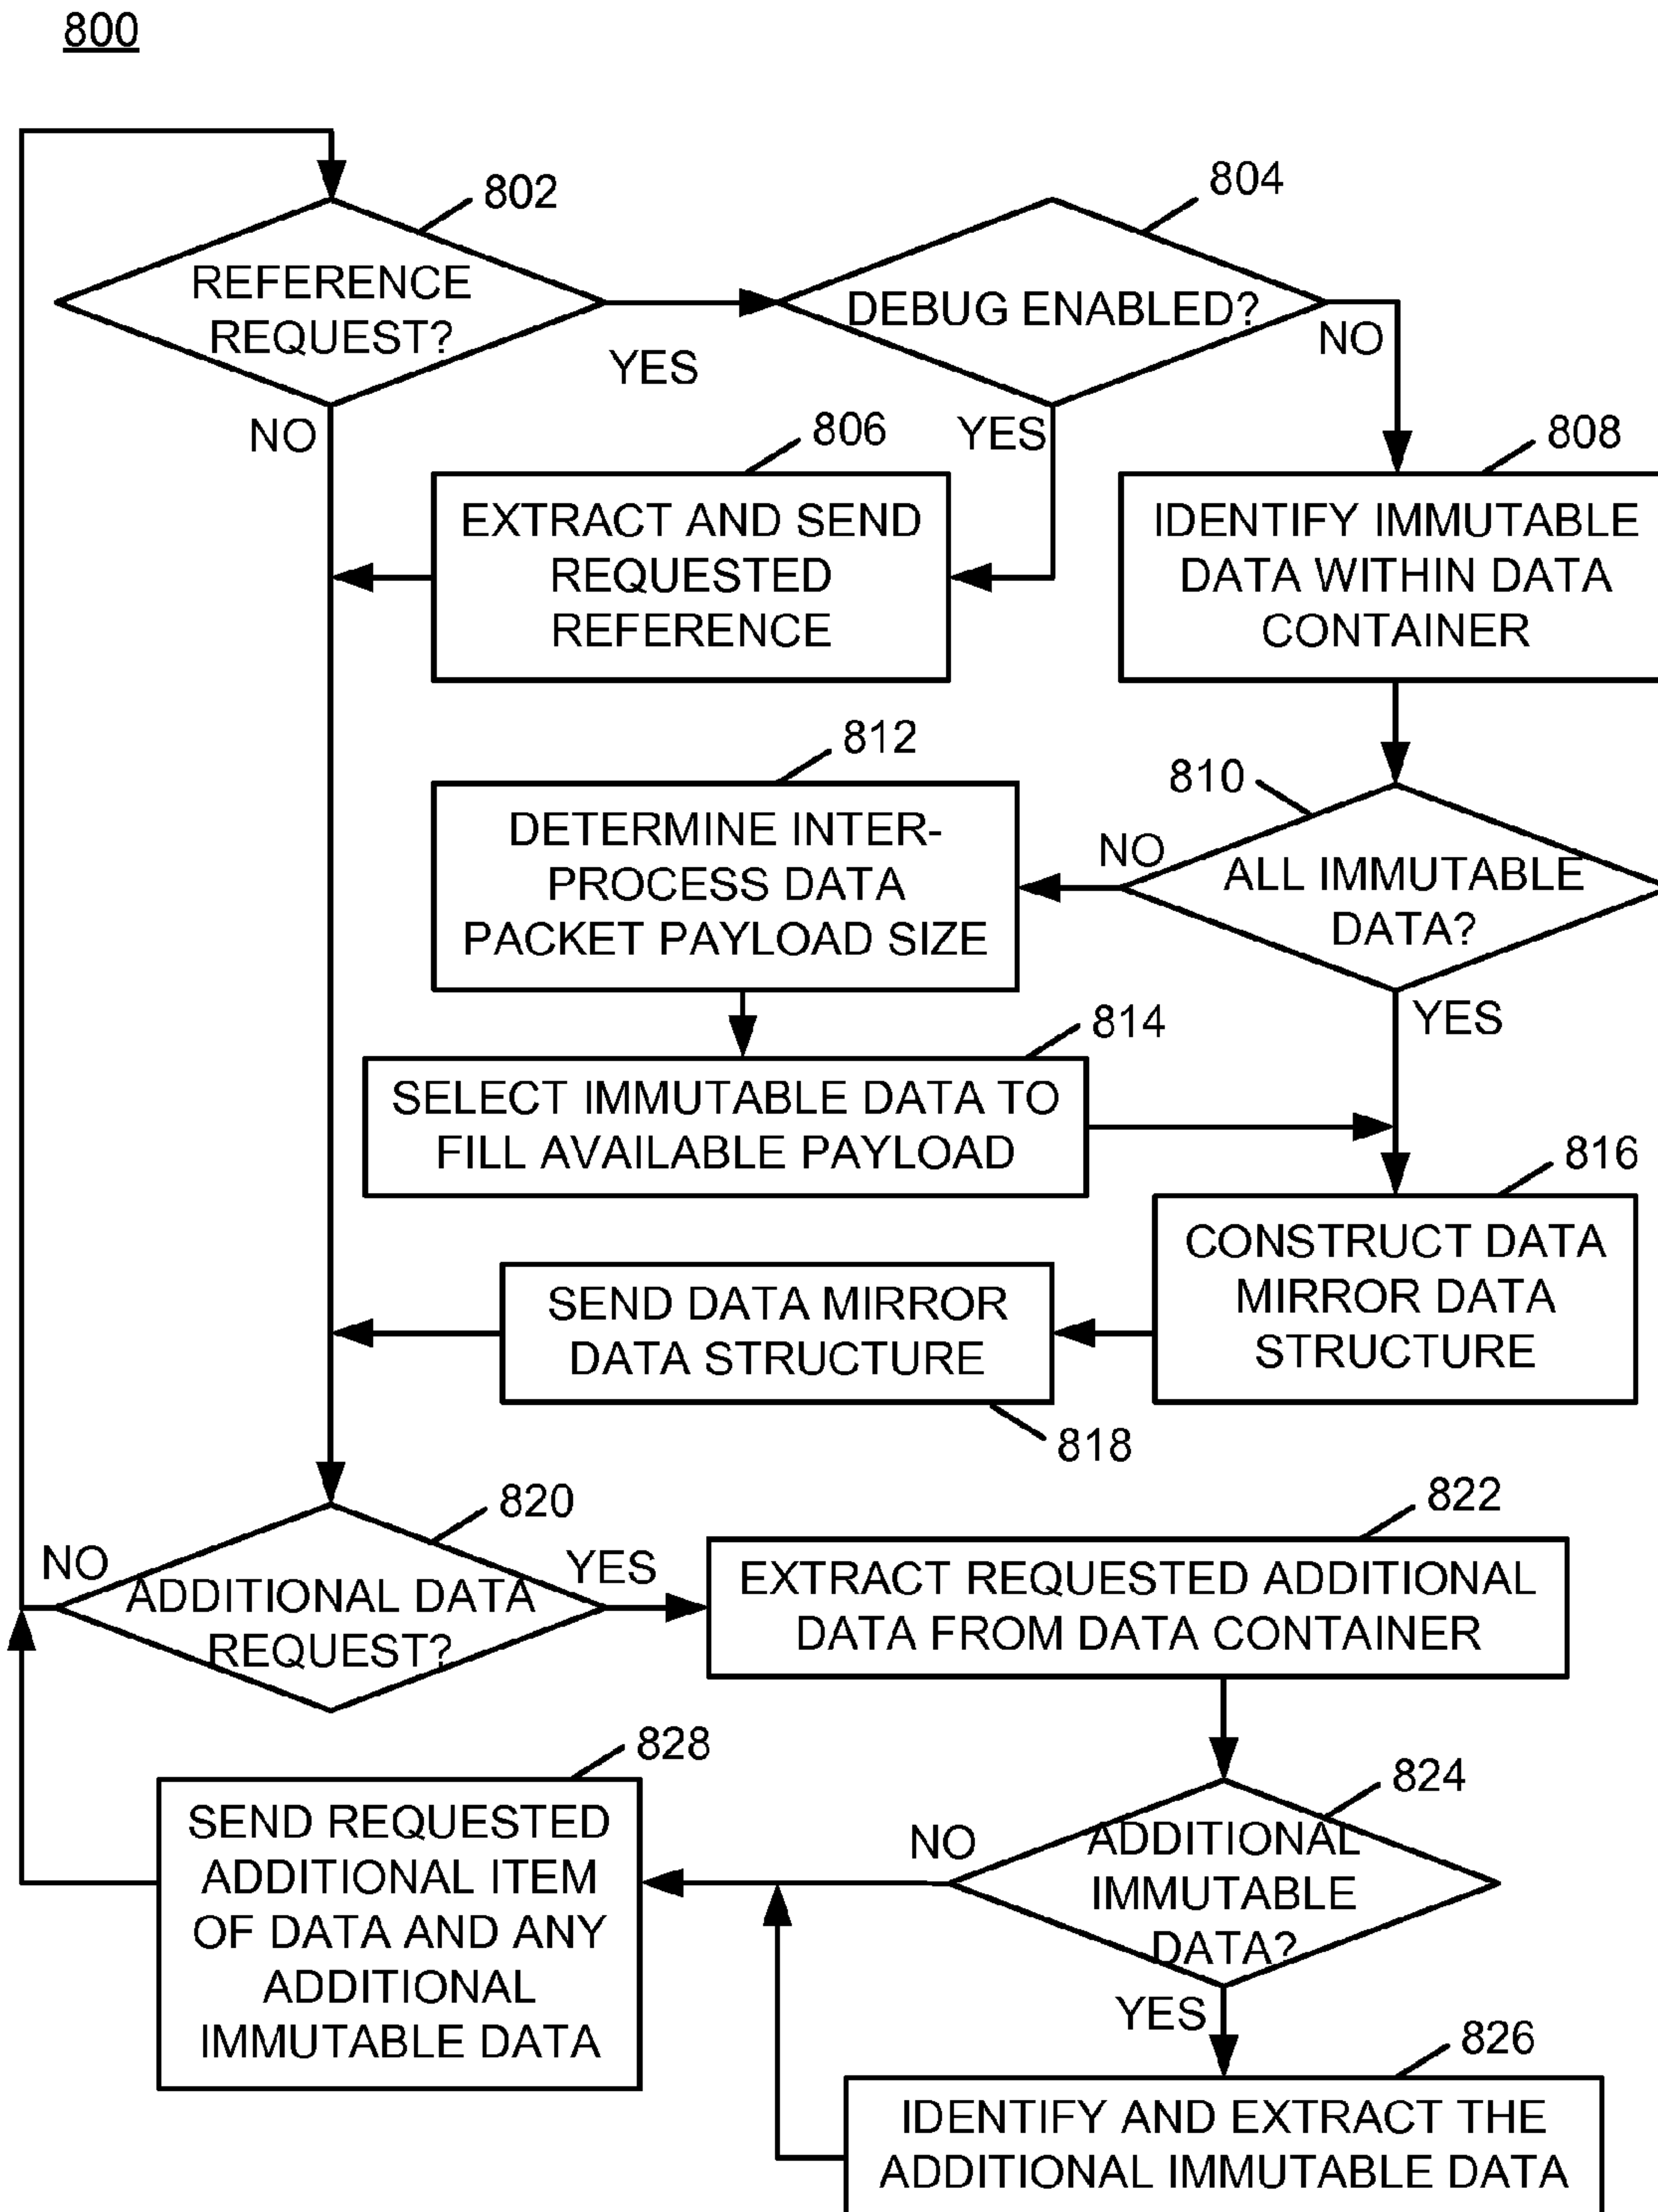 800
802
REFERENCE
REQUEST?
YES
NO
804
DEBUG ENABLED?
NO
YES
806
EXTRACT AND SEND
REQUESTED
REFERENCE
808
IDENTIFY IMMUTABLE
DATA WITHIN DATA
CONTAINER
810
ALL IMMUTABLE
DATA?
NO
YES
812
DETERMINE INTER-
PROCESS DATA
PACKET PAYLOAD SIZE
814
SELECT IMMUTABLE DATA TO
FILL AVAILABLE PAYLOAD
816
CONSTRUCT DATA
MIRROR DATA
STRUCTURE
SEND DATA MIRROR
DATA STRUCTURE
818
820
NO
ADDITIONAL DATA
REQUEST?
YES
822
EXTRACT REQUESTED ADDITIONAL
DATA FROM DATA CONTAINER
824
ADDITIONAL
IMMUTABLE
DATA?
NO
YES
826
IDENTIFY AND EXTRACT THE
ADDITIONAL IMMUTABLE DATA
828
SEND REQUESTED
ADDITIONAL ITEM
OF DATA AND ANY
ADDITIONAL
IMMUTABLE DATA